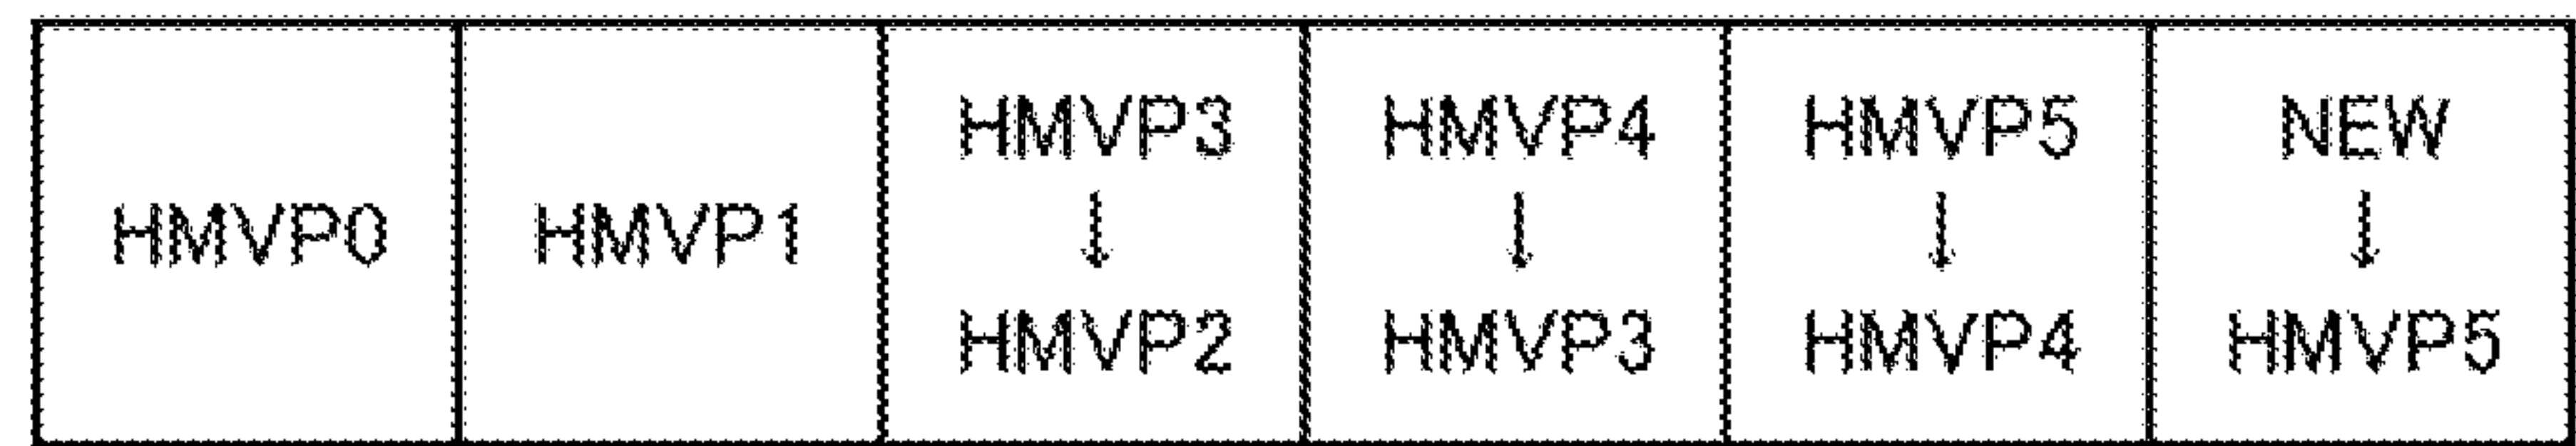 HMVP0
HMVP1
HMVP3
↓
HMVP2
HMVP4
↓
HMVP3
HMVP5
↓
HMVP4
NEW
↓
HMVP5